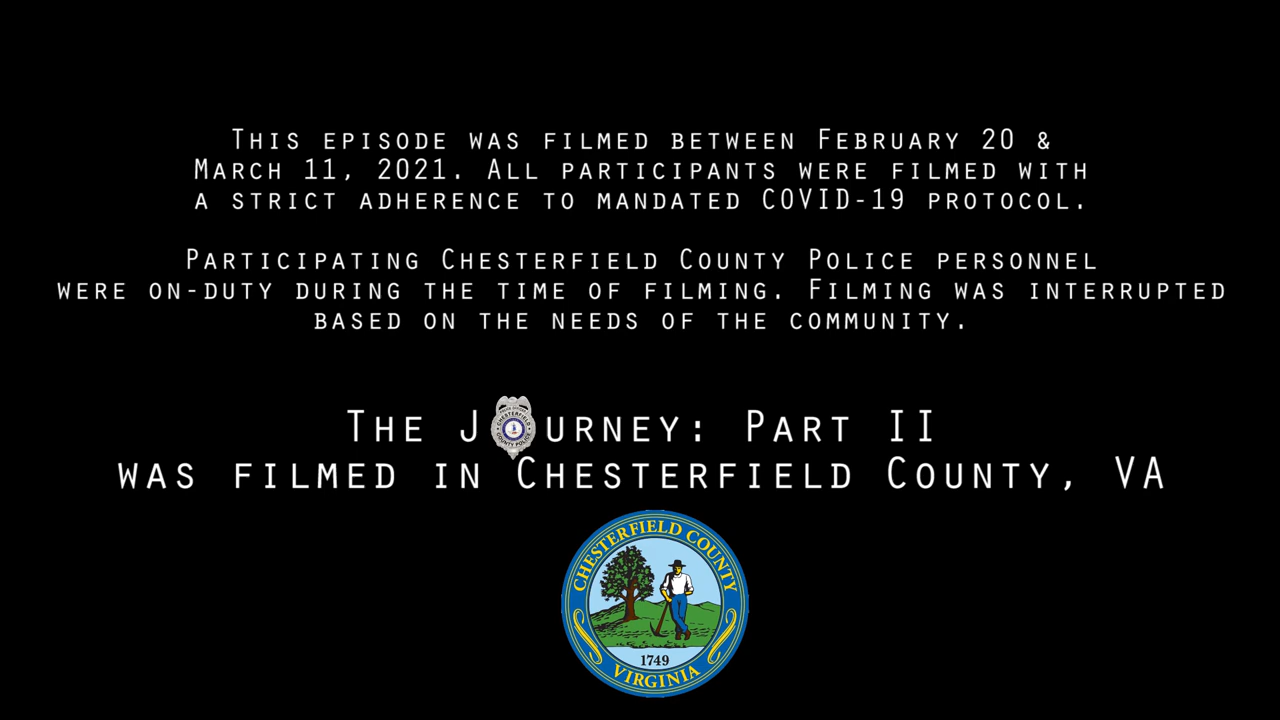 This episode was filmed between February 20 &
March 11, 2021. All participants were filmed with
a strict adherence to mandated COVID-19 protocol.
Participating Chesterfield County Police personnel
were on-duty during the time of filming. Filming was interrupted
based on the needs of the community.
The J urney: Part II
CHESTERFIELD
COUNTY POLICE
was filmed in Chesterfield County, VA
CHESTERFIELD COUNTY
1749
VIRGINIA